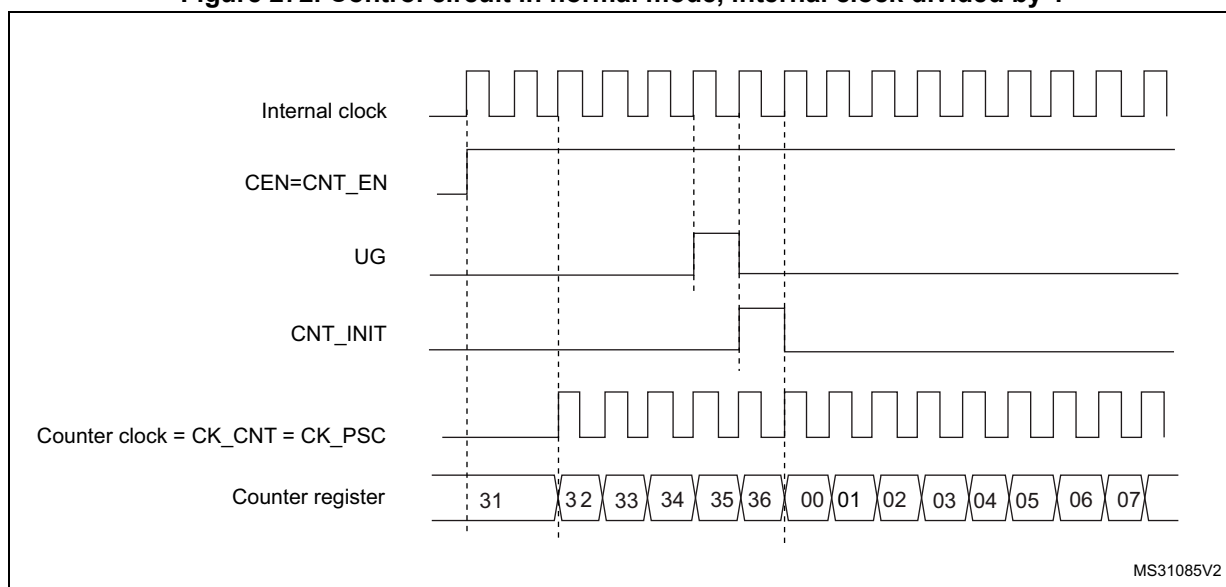 Figure 272. Control circuit in normal mode, internal clock divided by 1
Internal clock
CEN=CNT_EN
UG
CNT_INIT
Counter clock = CK_CNT = CK_PSC
Counter register
31 32 33 34 35 36 00 01 02 03 04 05 06 07
MS31085V2